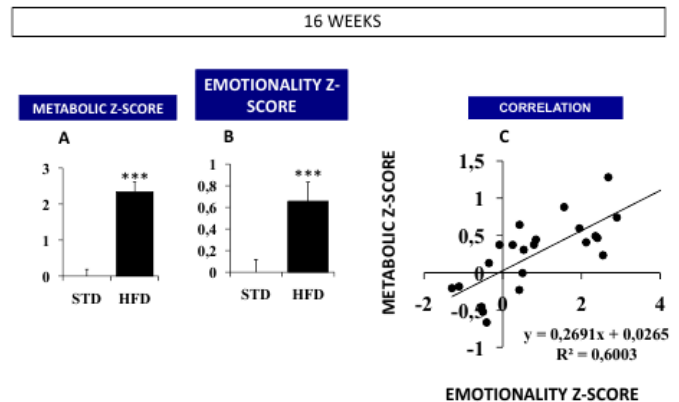 16 WEEKS
METABOLIC Z-SCORE
EMOTIONALITY Z-
SCORE
CORRELATION
A
B
C
3
2
1
0
***
STD HFD
1
0,8
0,6
0,4
0,2
0
***
STD HFD
METABOLIC Z-SCORE
1,5
1
0,5
0
-0,5
-1
-2 0 2 4
y = 0,2691x + 0,0265
R² = 0,6003
EMOTIONALITY Z-SCORE